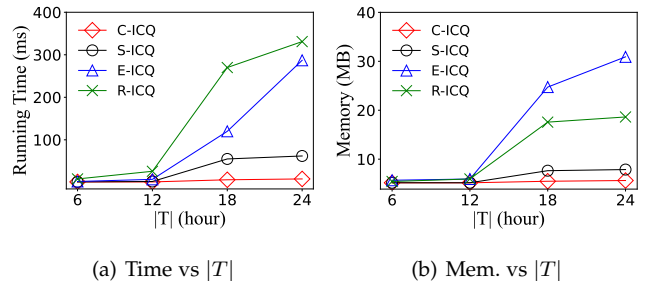 400
300
200
100
Running Time (ms)
C-ICQ
S-ICQ
E-ICQ
R-ICQ
6 12 18 24
|T| (hour)
(a) Time vs |T|
40
30
20
10
Memory (MB)
C-ICQ
S-ICQ
E-ICQ
R-ICQ
6 12 18 24
|T| (hour)
(b) Mem. vs |T|